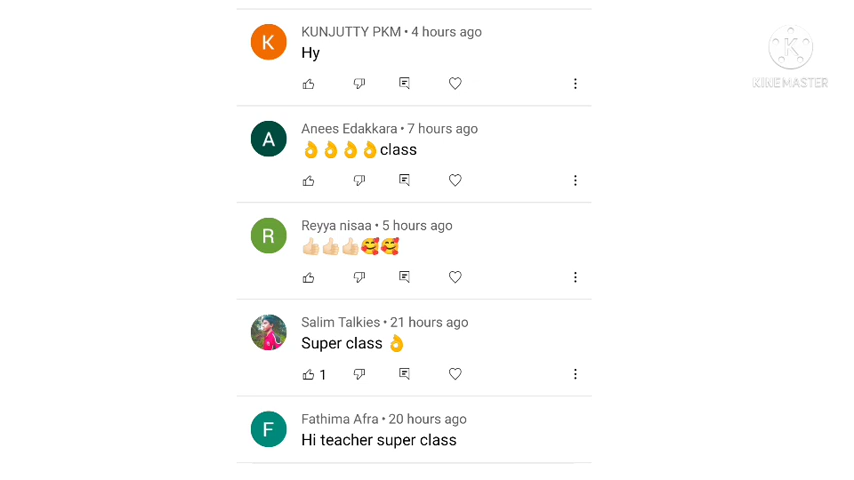 KUNJUTTY PKM • 4 hours ago
Hy
K
KINEMASTER
Anees Edakkara • 7 hours ago
A
👌👌👌👌class
Reyya nisaa • 5 hours ago
R
👍🏻👍🏻👍🏻🥰🥰
Salim Talkies • 21 hours ago
Super class 👌
1
Fathima Afra • 20 hours ago
F
Hi teacher super class